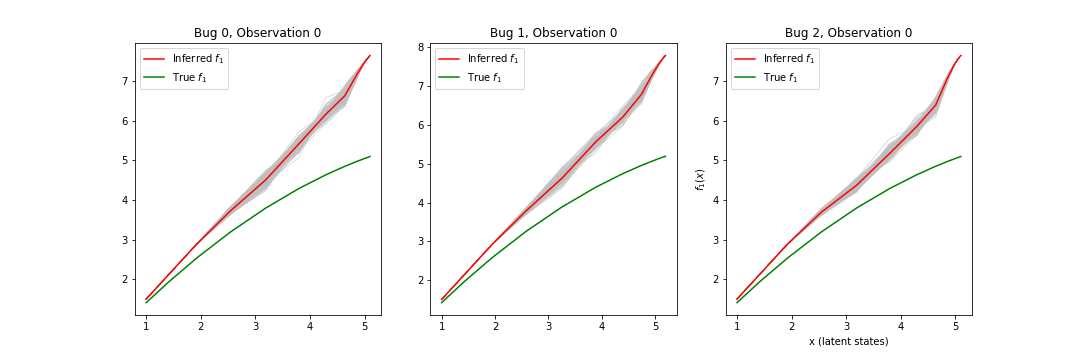 Bug 0, Observation 0
Inferred f₁
True f₁
7
6
5
4
3
2
1 2 3 4 5
Bug 1, Observation 0
Inferred f₁
True f₁
8
7
6
5
4
3
2
1 2 3 4 5
Bug 2, Observation 0
Inferred f₁
True f₁
f₁(x)
7
6
5
4
3
2
1 2 3 4 5
x (latent states)